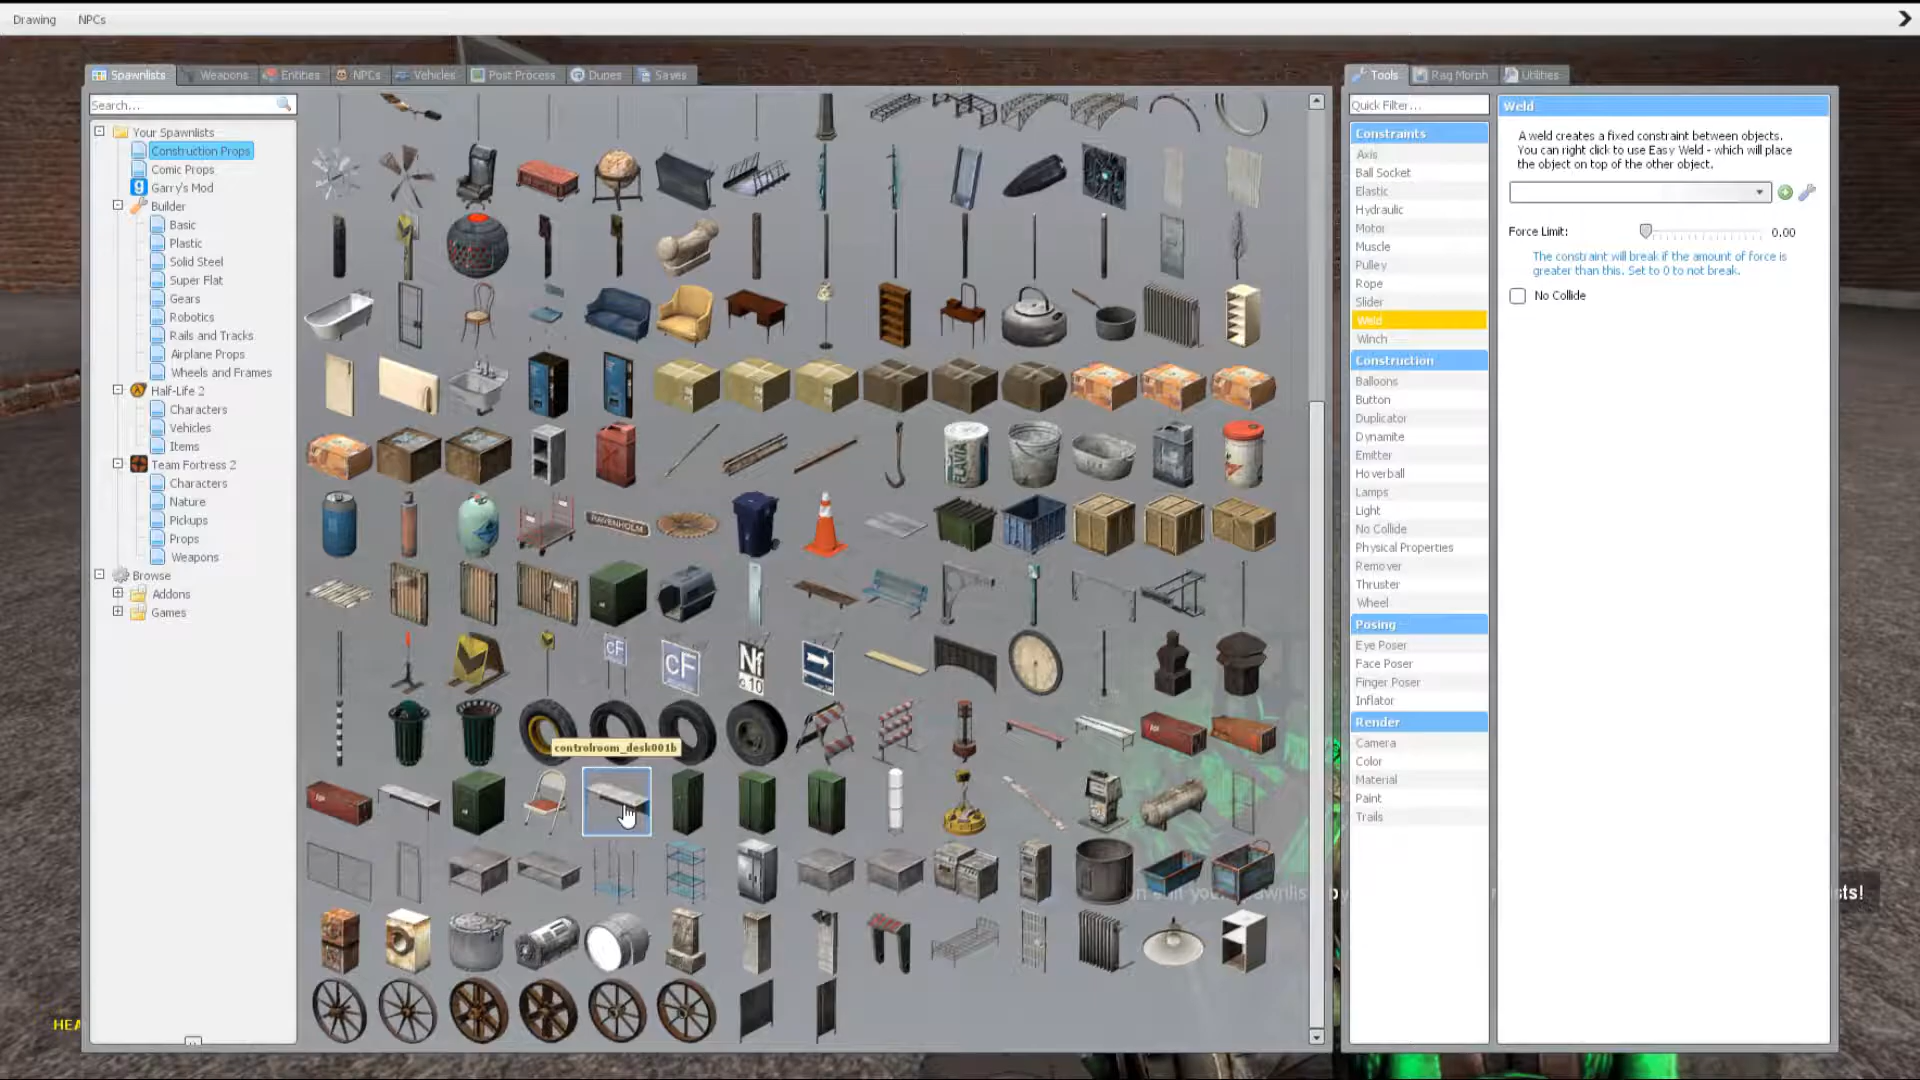 Drawing NPCs
Spawnlists Weapons Entities NPCs Vehicles Post Process Dupes Saves
Search...
Your Spawnlists
Construction Props
Comic Props
Garry's Mod
Builder
Basic
Plastic
Solid Steel
Super Flat
Gears
Robotics
Rails and Tracks
Airplane Props
Wheels and Frames
Half-Life 2
Characters
Vehicles
Items
Team Fortress 2
Characters
Nature
Pickups
Props
Weapons
Browse
Addons
Games
FLAVIA
RAVENHOLM
cF
cF
Nf
10
controlroom_desk001b
HEA
Tools Rag Morph Utilities
Quick Filter...
Constraints
Axis
Ball Socket
Elastic
Hydraulic
Motor
Muscle
Pulley
Rope
Slider
Weld
Winch
Construction
Balloons
Button
Duplicator
Dynamite
Emitter
Hoverball
Lamps
Light
No Collide
Physical Properties
Remover
Thruster
Wheel
Posing
Eye Poser
Face Poser
Finger Poser
Inflator
Render
Camera
Color
Material
Paint
Trails
Weld
A weld creates a fixed constraint between objects.
You can right click to use Easy Weld - which will place
the object on top of the other object.
Force Limit: 0.00
The constraint will break if the amount of force is
greater than this. Set to 0 to not break.
No Collide
sts!